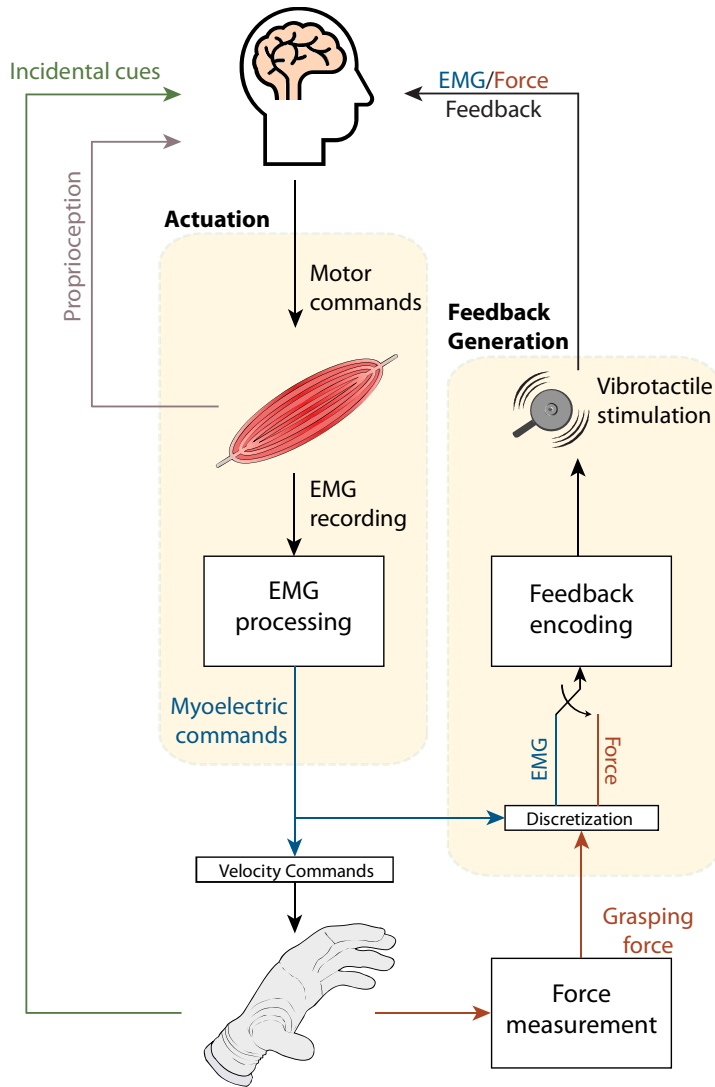 Incidental cues
EMG/Force
Feedback
Proprioception
Actuation
Motor
commands
Feedback
Generation
Vibrotactile
stimulation
EMG
recording
EMG
processing
Feedback
encoding
Myoelectric
commands
EMG
Force
Discretization
Velocity Commands
Grasping
force
Force
measurement